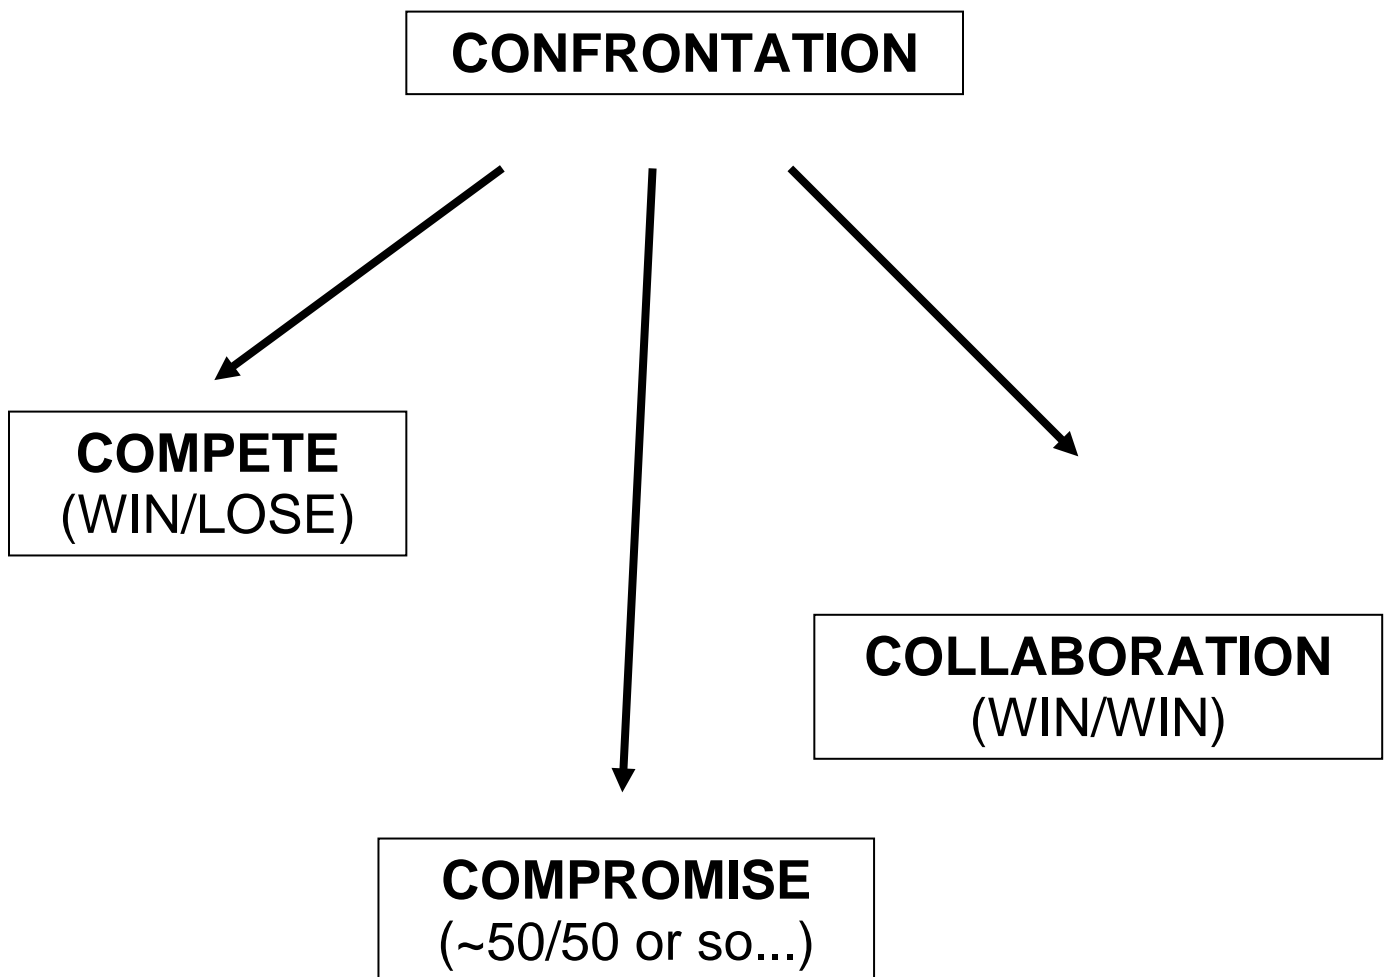 CONFRONTATION
COMPETE
(WIN/LOSE)
COLLABORATION
(WIN/WIN)
COMPROMISE
(~50/50 or so...)